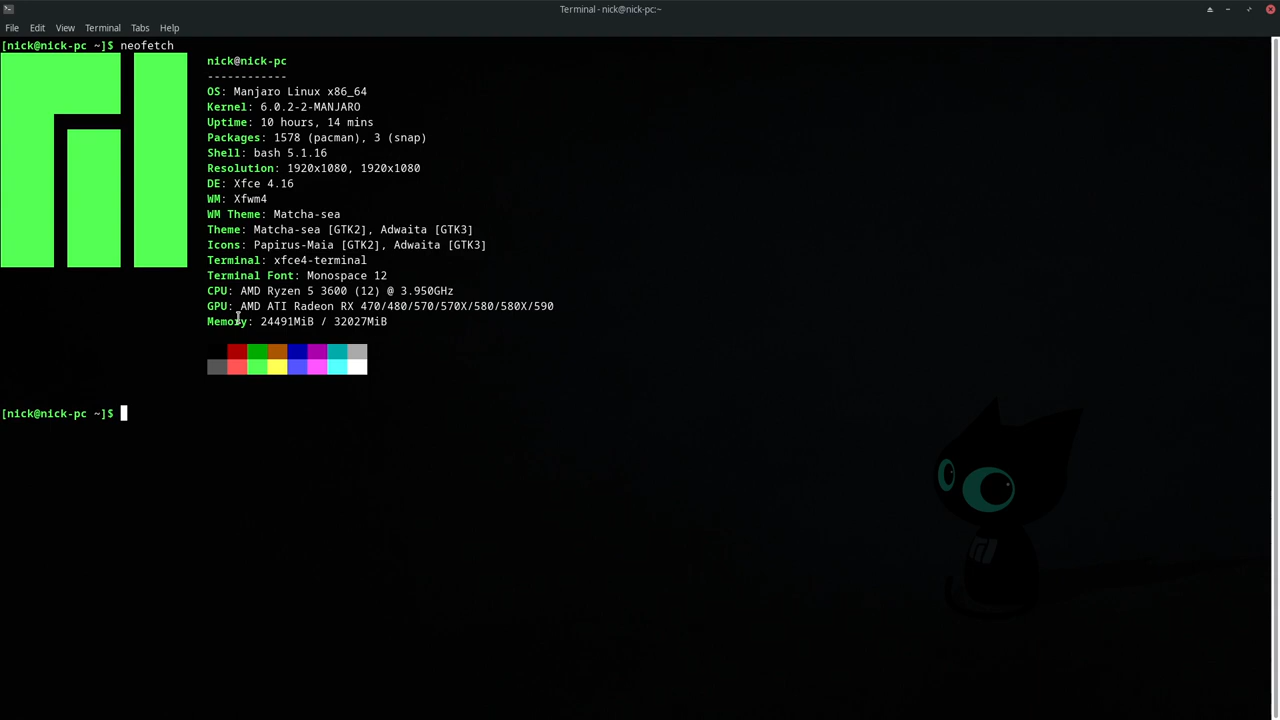 Terminal - nick@nick-pc:~
File Edit View Terminal Tabs Help
[nick@nick-pc ~]$ neofetch
nick@nick-pc
------------
OS: Manjaro Linux x86_64
Kernel: 6.0.2-2-MANJARO
Uptime: 10 hours, 14 mins
Packages: 1578 (pacman), 3 (snap)
Shell: bash 5.1.16
Resolution: 1920x1080, 1920x1080
DE: Xfce 4.16
WM: Xfwm4
WM Theme: Matcha-sea
Theme: Matcha-sea [GTK2], Adwaita [GTK3]
Icons: Papirus-Maia [GTK2], Adwaita [GTK3]
Terminal: xfce4-terminal
Terminal Font: Monospace 12
CPU: AMD Ryzen 5 3600 (12) @ 3.950GHz
GPU: AMD ATI Radeon RX 470/480/570/570X/580/580X/590
Memory: 24491MiB / 32027MiB
[nick@nick-pc ~]$